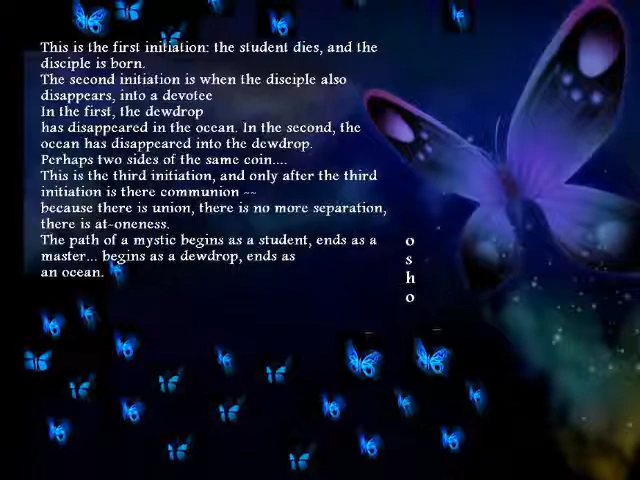 This is the first initiation: the student dies, and the
disciple is born.
The second initiation is when the disciple also
disappears, into a devotee
In the first, the dewdrop
has disappeared in the ocean. In the second, the
ocean has disappeared into the dewdrop.
Perhaps two sides of the same coin....
This is the third initiation, and only after the third
initiation is there communion ~~
because there is union, there is no more separation,
there is at-oneness.
The path of a mystic begins as a student, ends as a
master... begins as a dewdrop, ends as
an ocean.
o
s
h
o